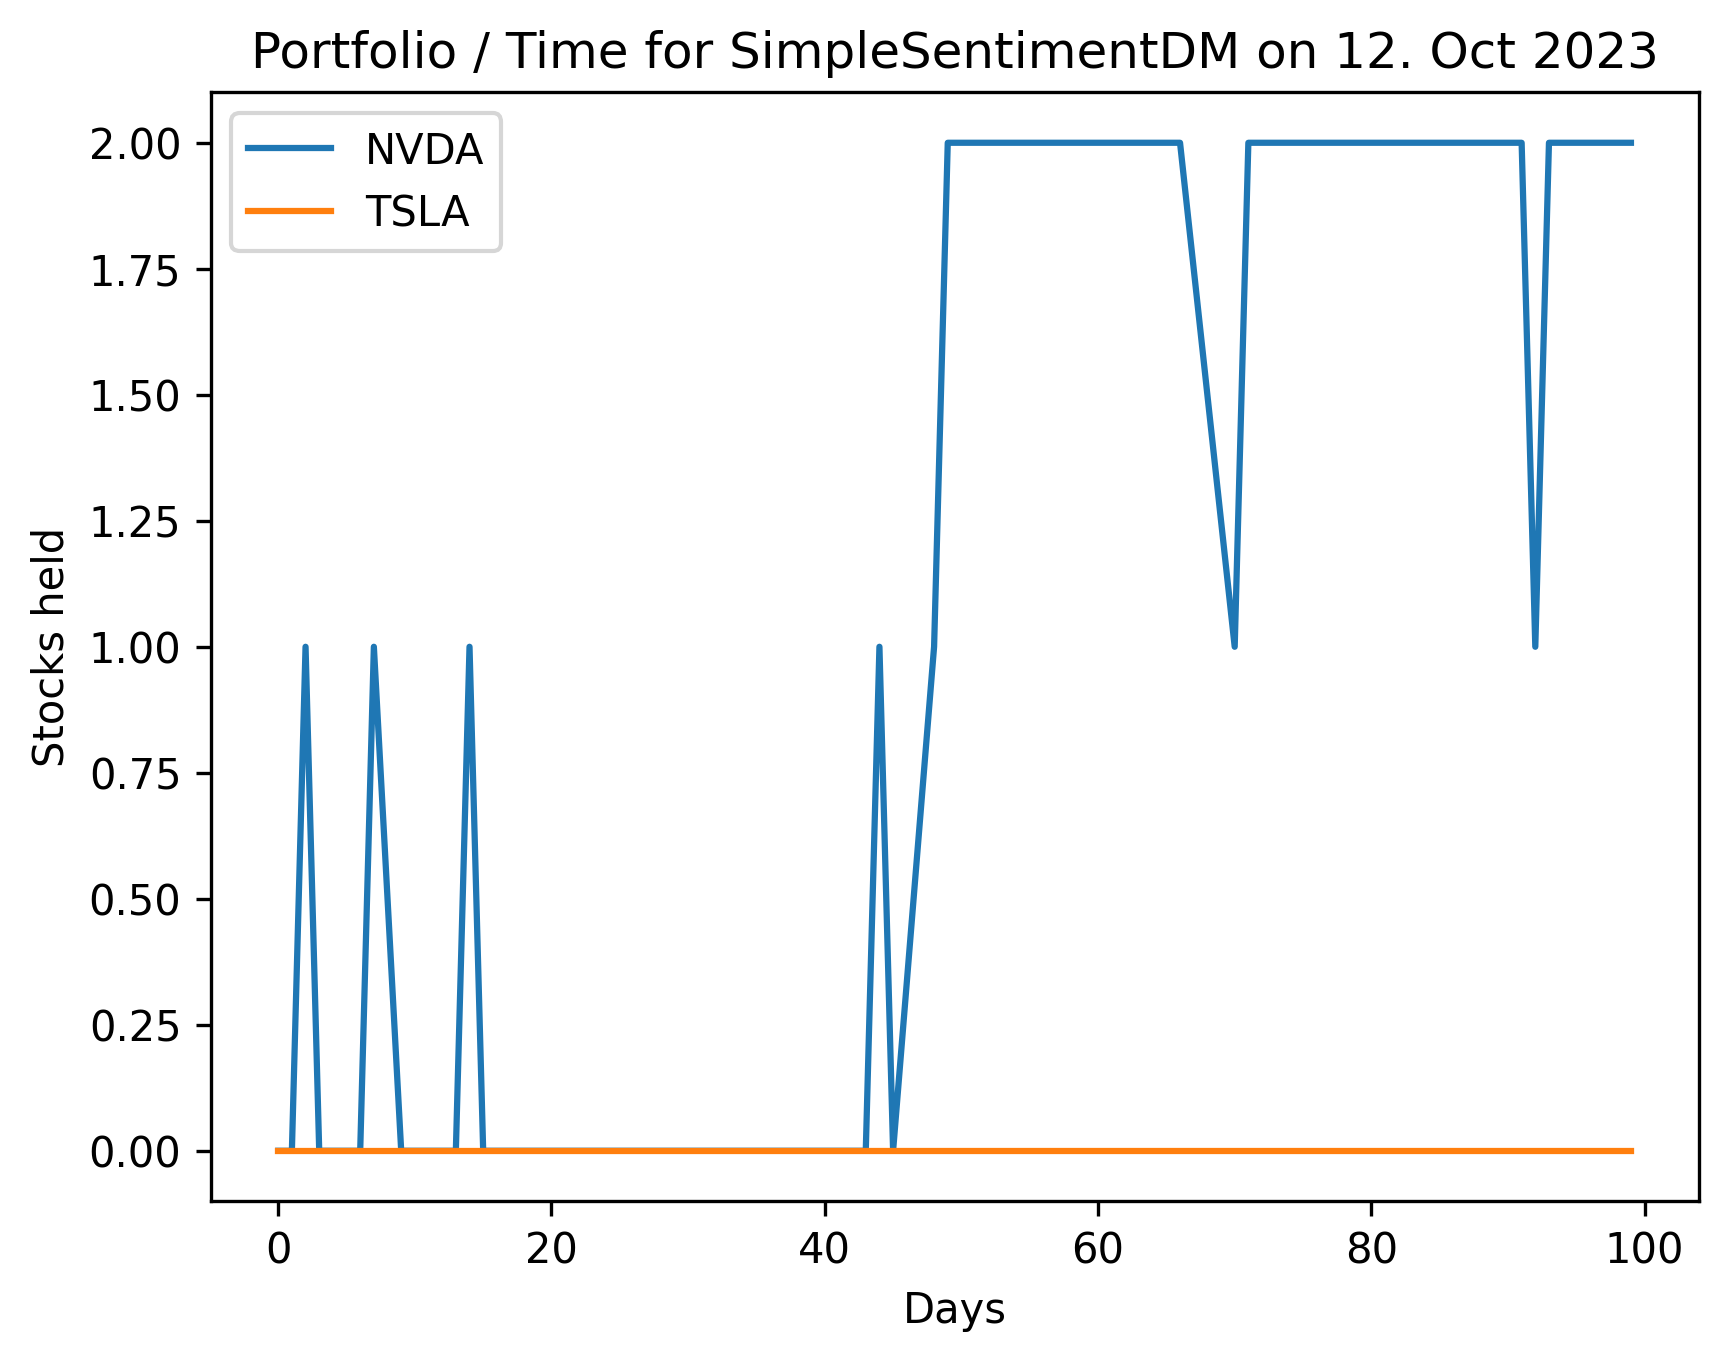 Portfolio / Time for SimpleSentimentDM on 12. Oct 2023
NVDA
TSLA
2.00
1.75
1.50
1.25
1.00
0.75
0.50
0.25
0.00
Stocks held
0 20 40 60 80 100
Days